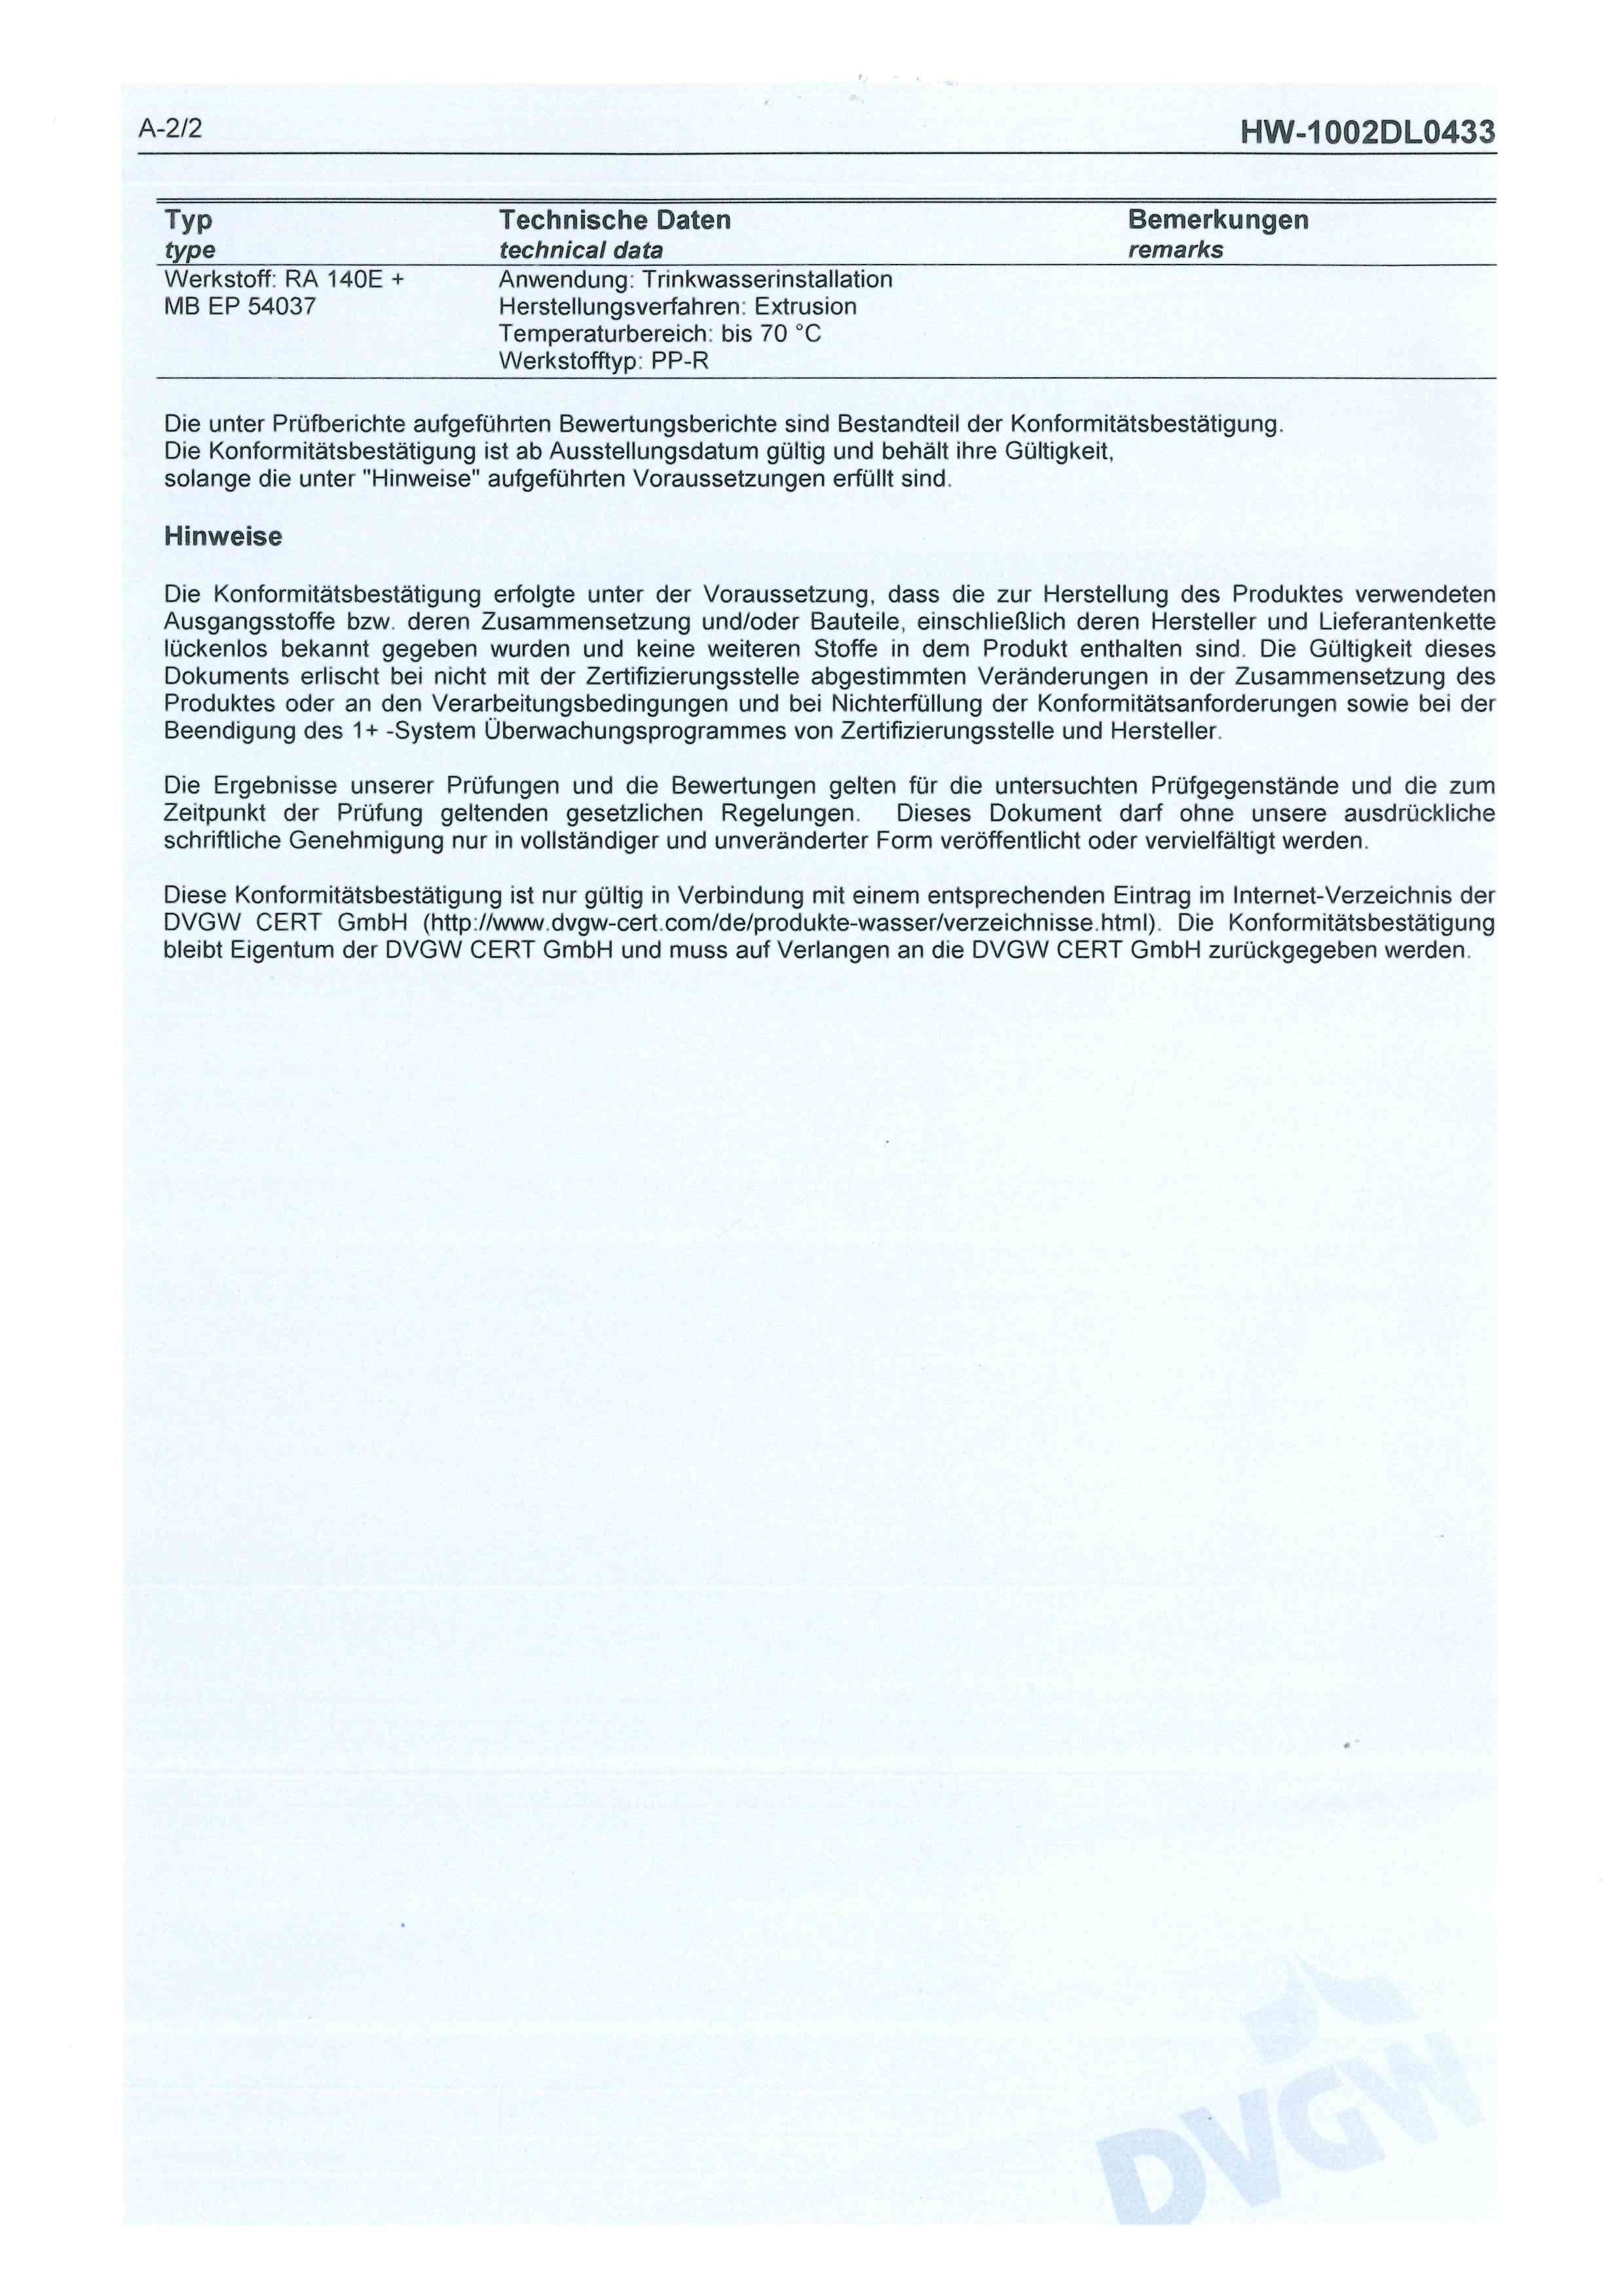 A-2/2
HW-1002DL0433
Typ Technische Daten Bemerkungen
type technical data remarks
Werkstoff: RA 140E + Anwendung: Trinkwasserinstallation
MB EP 54037 Herstellungsverfahren: Extrusion
Temperaturbereich: bis 70 °C
Werkstofftyp: PP-R
Die unter Prüfberichte aufgeführten Bewertungsberichte sind Bestandteil der Konformitätsbestätigung.
Die Konformitätsbestätigung ist ab Ausstellungsdatum gültig und behält ihre Gültigkeit,
solange die unter "Hinweise" aufgeführten Voraussetzungen erfüllt sind.
Hinweise
Die Konformitätsbestätigung erfolgte unter der Voraussetzung, dass die zur Herstellung des Produktes verwendeten
Ausgangsstoffe bzw. deren Zusammensetzung und/oder Bauteile, einschließlich deren Hersteller und Lieferantenkette
lückenlos bekannt gegeben wurden und keine weiteren Stoffe in dem Produkt enthalten sind. Die Gültigkeit dieses
Dokuments erlischt bei nicht mit der Zertifizierungsstelle abgestimmten Veränderungen in der Zusammensetzung des
Produktes oder an den Verarbeitungsbedingungen und bei Nichterfüllung der Konformitätsanforderungen sowie bei der
Beendigung des 1+ -System Überwachungsprogrammes von Zertifizierungsstelle und Hersteller.
Die Ergebnisse unserer Prüfungen und die Bewertungen gelten für die untersuchten Prüfgegenstände und die zum
Zeitpunkt der Prüfung geltenden gesetzlichen Regelungen. Dieses Dokument darf ohne unsere ausdrückliche
schriftliche Genehmigung nur in vollständiger und unveränderter Form veröffentlicht oder vervielfältigt werden.
Diese Konformitätsbestätigung ist nur gültig in Verbindung mit einem entsprechenden Eintrag im Internet-Verzeichnis der
DVGW CERT GmbH (http://www.dvgw-cert.com/de/produkte-wasser/verzeichnisse.html). Die Konformitätsbestätigung
bleibt Eigentum der DVGW CERT GmbH und muss auf Verlangen an die DVGW CERT GmbH zurückgegeben werden.
DVGW